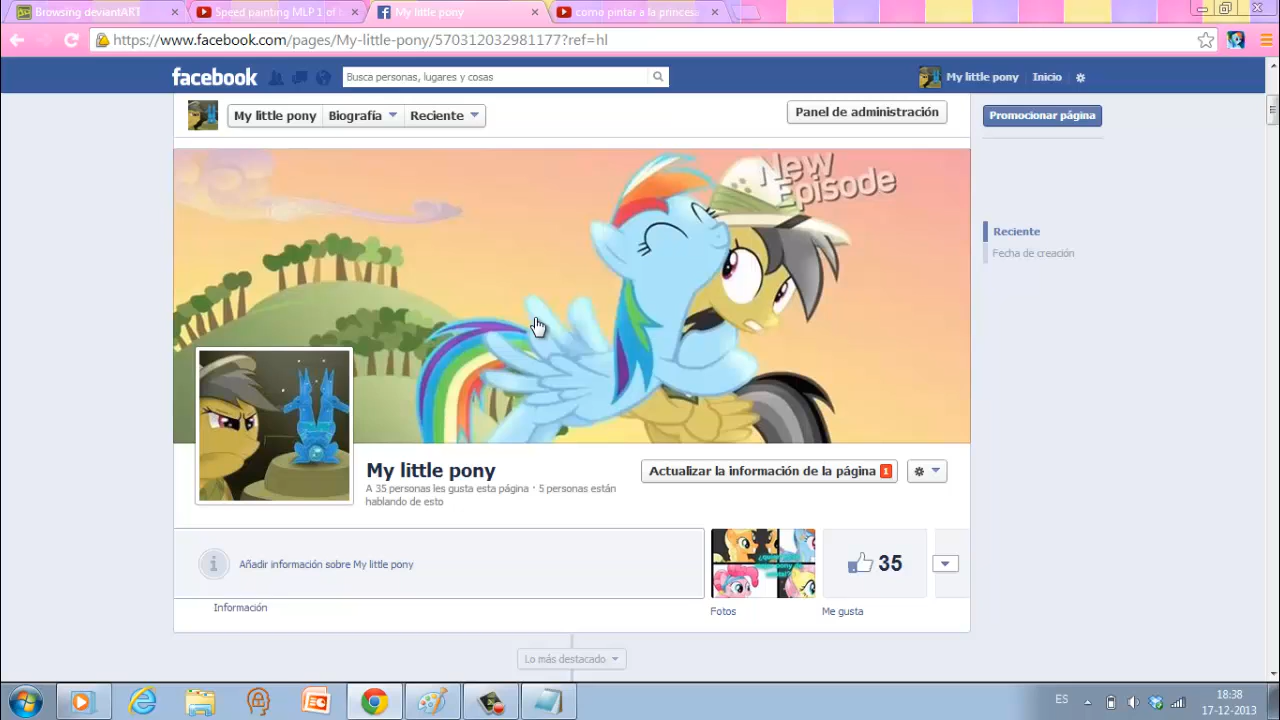 Browsing deviantART
Speed painting MLP 1 of
My little pony
como pintar a la princesa
https://www.facebook.com/pages/My-little-pony/570312032981177?ref=hl
facebook
Busca personas, lugares y cosas
My little pony
Inicio
My little pony
Biografía
Reciente
Panel de administración
Promocionar página
New
Episode
Reciente
Fecha de creación
My little pony
Actualizar la información de la página 1
A 35 personas les gusta esta página · 5 personas están
hablando de esto
Añadir información sobre My little pony
35
Información
Fotos
Me gusta
Lo más destacado
ES
18:38
17-12-2013